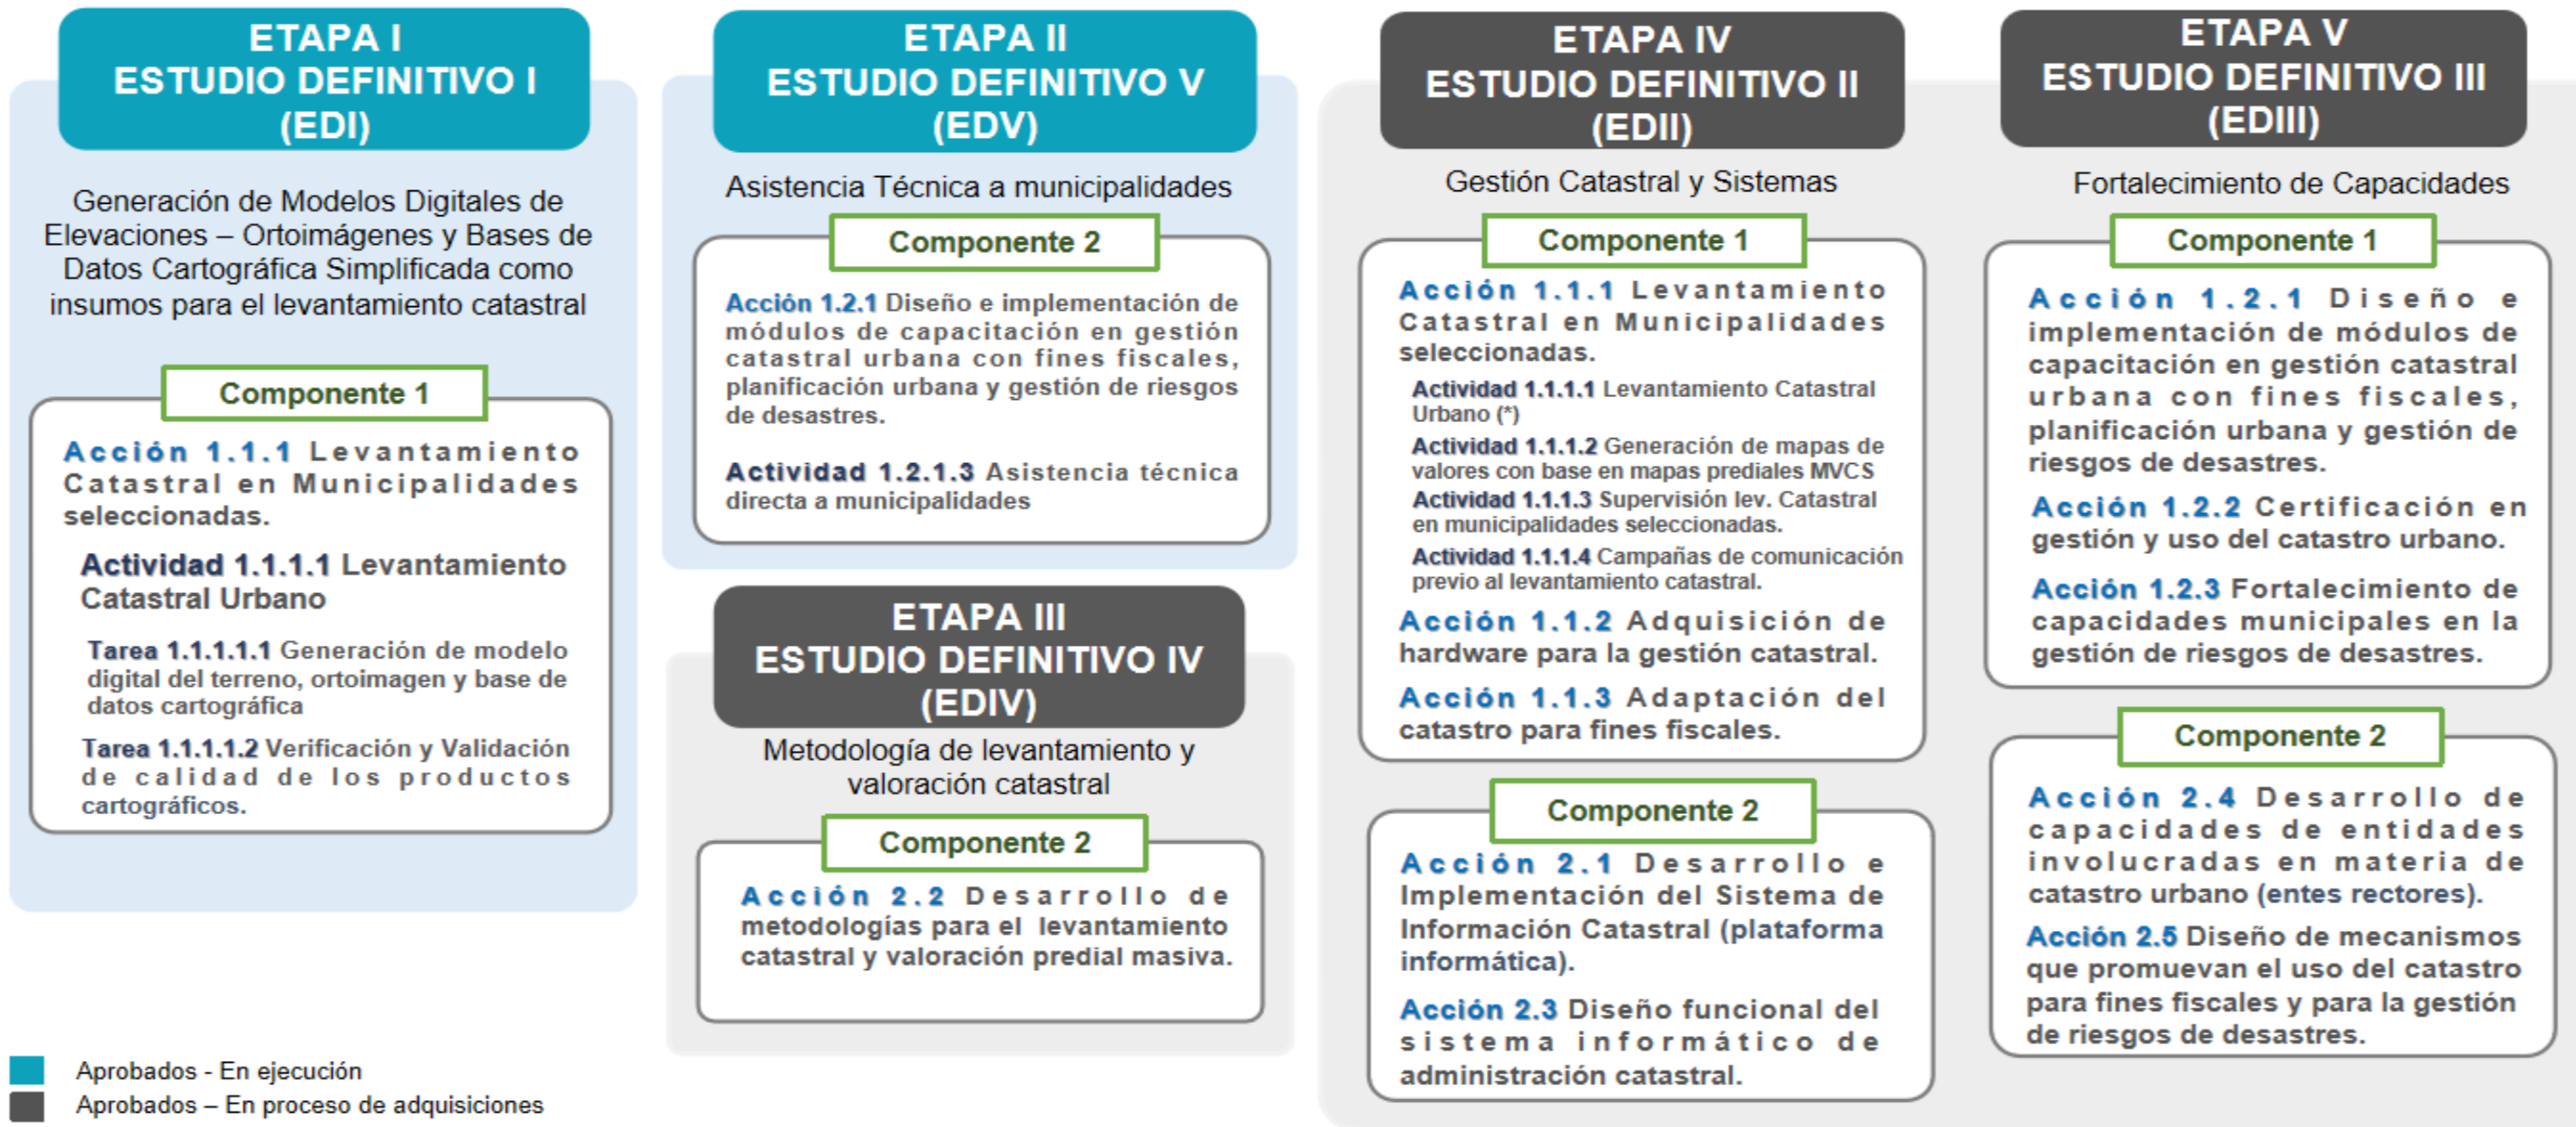 ETAPA I
ESTUDIO DEFINITIVO I
(EDI)
Generación de Modelos Digitales de
Elevaciones – Ortoimágenes y Bases de
Datos Cartográfica Simplificada como
insumos para el levantamiento catastral
Componente 1
Acción 1.1.1 Levantamiento
Catastral en Municipalidades
seleccionadas.
Actividad 1.1.1.1 Levantamiento
Catastral Urbano
Tarea 1.1.1.1.1 Generación de modelo
digital del terreno, ortoimagen y base de
datos cartográfica
Tarea 1.1.1.1.2 Verificación y Validación
de calidad de los productos
cartográficos.
ETAPA II
ESTUDIO DEFINITIVO V
(EDV)
Asistencia Técnica a municipalidades
Componente 2
Acción 1.2.1 Diseño e implementación de
módulos de capacitación en gestión
catastral urbana con fines fiscales,
planificación urbana y gestión de riesgos
de desastres.
Actividad 1.2.1.3 Asistencia técnica
directa a municipalidades
ETAPA III
ESTUDIO DEFINITIVO IV
(EDIV)
Metodología de levantamiento y
valoración catastral
Componente 2
Acción 2.2 Desarrollo de
metodologías para el levantamiento
catastral y valoración predial masiva.
ETAPA IV
ESTUDIO DEFINITIVO II
(EDII)
Gestión Catastral y Sistemas
Componente 1
Acción 1.1.1 Levantamiento
Catastral en Municipalidades
seleccionadas.
Actividad 1.1.1.1 Levantamiento Catastral
Urbano (*)
Actividad 1.1.1.2 Generación de mapas de
valores con base en mapas prediales MVCS
Actividad 1.1.1.3 Supervisión lev. Catastral
en municipalidades seleccionadas.
Actividad 1.1.1.4 Campañas de comunicación
previo al levantamiento catastral.
Acción 1.1.2 Adquisición de
hardware para la gestión catastral.
Acción 1.1.3 Adaptación del
catastro para fines fiscales.
Componente 2
Acción 2.1 Desarrollo e
Implementación del Sistema de
Información Catastral (plataforma
informática).
Acción 2.3 Diseño funcional del
sistema informático de
administración catastral.
ETAPA V
ESTUDIO DEFINITIVO III
(EDIII)
Fortalecimiento de Capacidades
Componente 1
Acción 1.2.1 Diseño e
implementación de módulos de
capacitación en gestión catastral
urbana con fines fiscales,
planificación urbana y gestión de
riesgos de desastres.
Acción 1.2.2 Certificación en
gestión y uso del catastro urbano.
Acción 1.2.3 Fortalecimiento de
capacidades municipales en la
gestión de riesgos de desastres.
Componente 2
Acción 2.4 Desarrollo de
capacidades de entidades
involucradas en materia de
catastro urbano (entes rectores).
Acción 2.5 Diseño de mecanismos
que promuevan el uso del catastro
para fines fiscales y para la gestión
de riesgos de desastres.
Aprobados - En ejecución
Aprobados – En proceso de adquisiciones